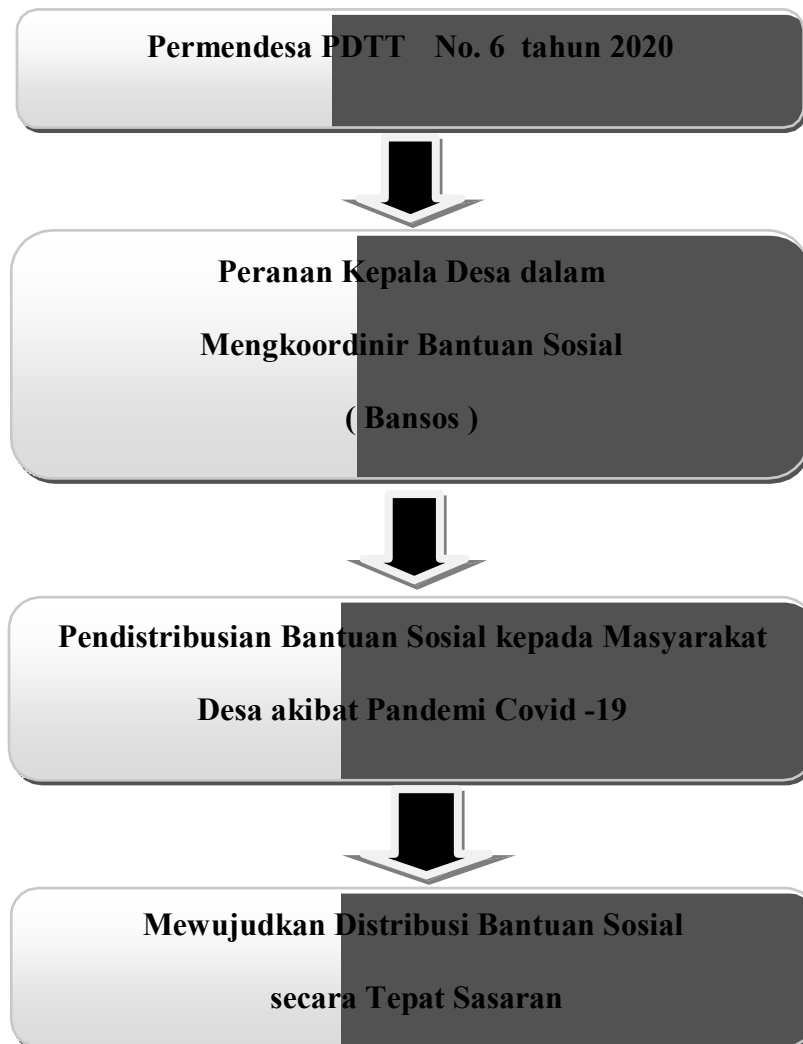 Permendesa PDTT No. 6 tahun 2020
Peranan Kepala Desa dalam
Mengkoordinir Bantuan Sosial
( Bansos )
Pendistribusian Bantuan Sosial kepada Masyarakat
Desa akibat Pandemi Covid -19
Mewujudkan Distribusi Bantuan Sosial
secara Tepat Sasaran